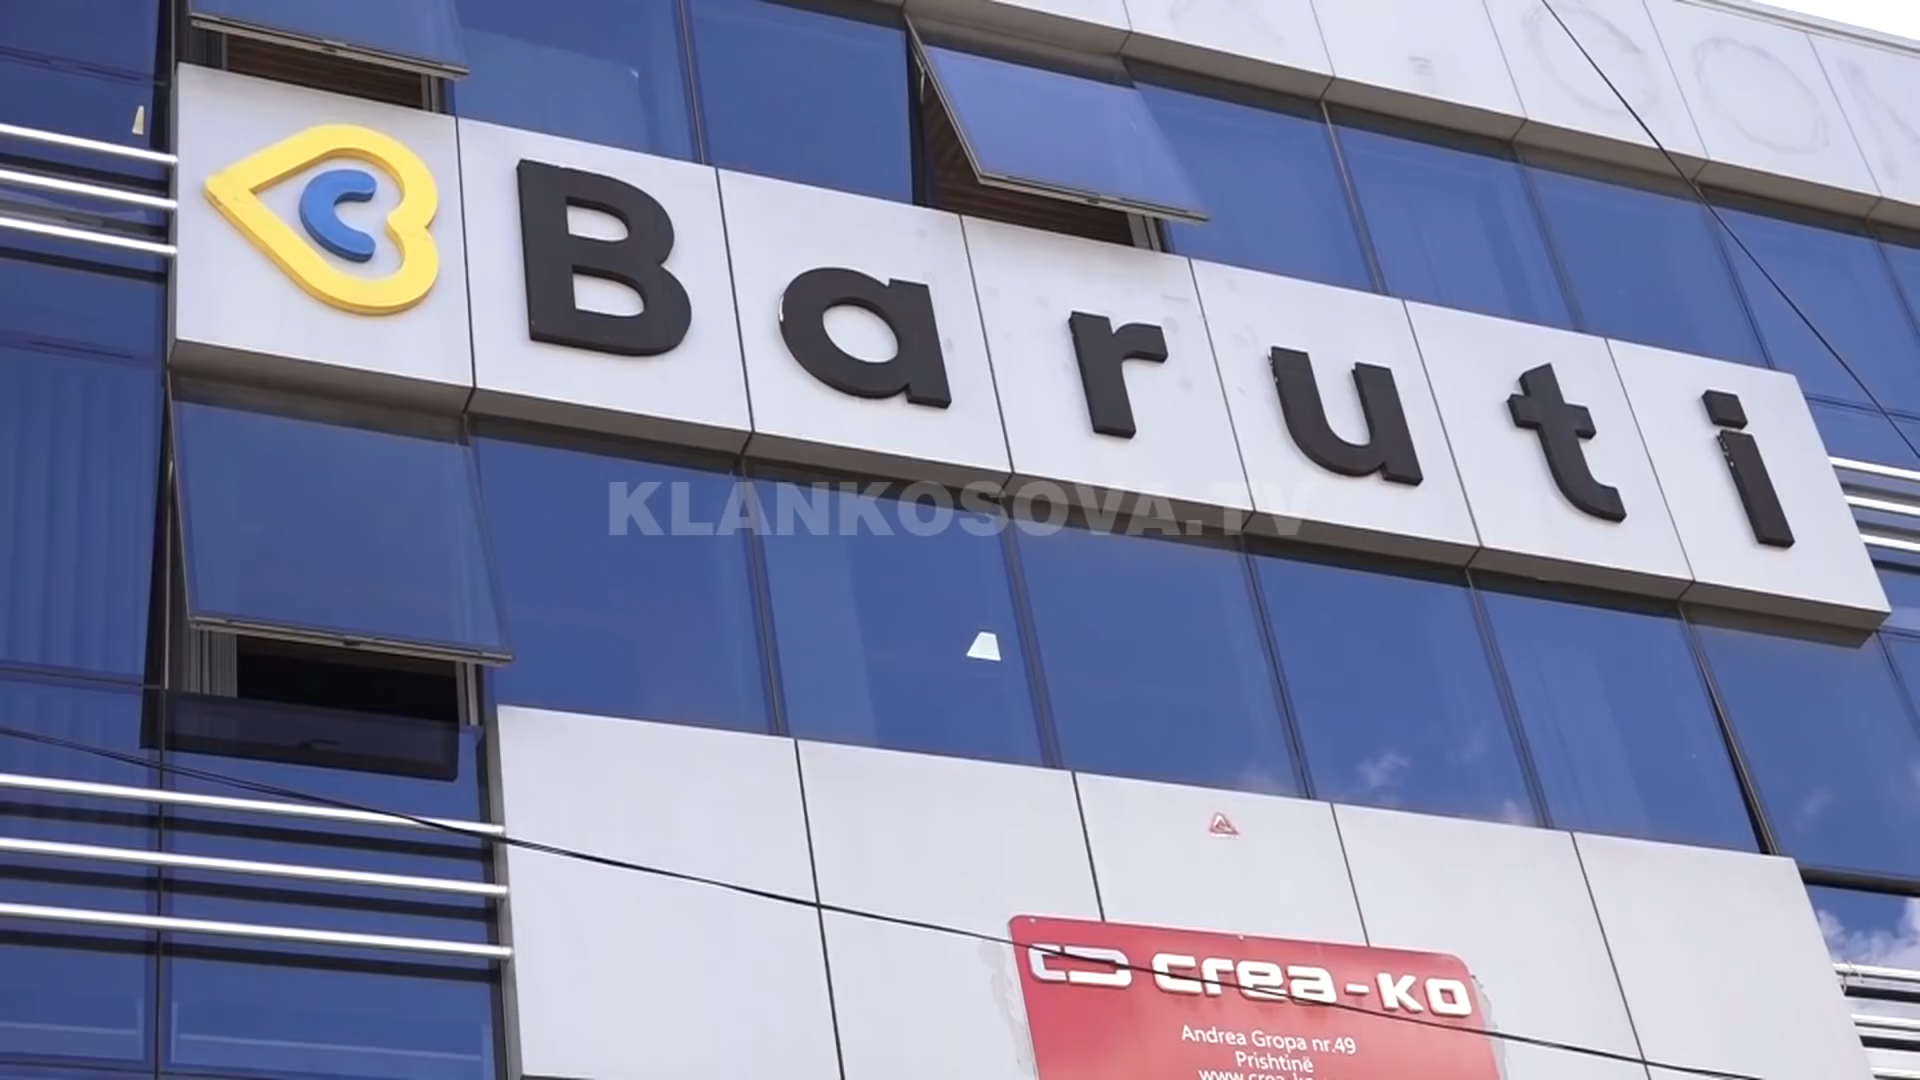 Baruti
KLANKOSOVA.TV
crea-ko
Andrea Gropa nr.49
Prishtinë